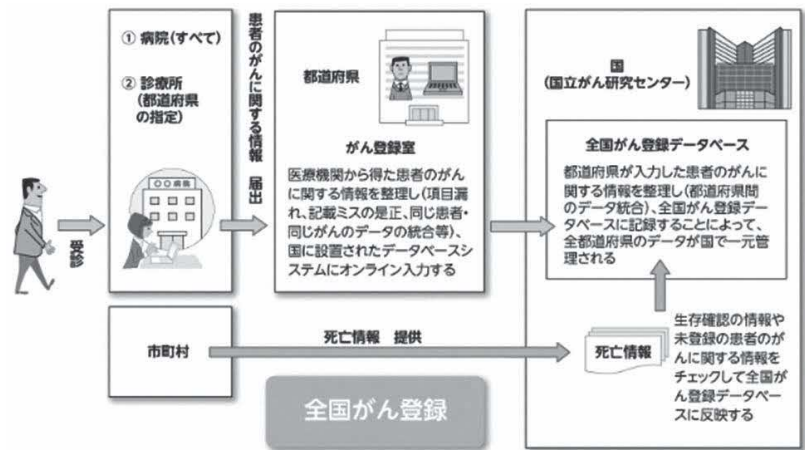 ① 病院(すべて)
② 診療所
(都道府県
の指定)
〇〇病院
受診
患者のがんに関する情報 届出
都道府県
がん登録室
医療機関から得た患者のがん
に関する情報を整理し(項目漏
れ、記載ミスの是正、同じ患者・
同じがんのデータの統合等)、
国に設置されたデータベースシ
ステムにオンライン入力する
国
(国立がん研究センター)
全国がん登録データベース
都道府県が入力した患者のがんに
関する情報を整理し(都道府県間
のデータ統合)、全国がん登録デー
タベースに記録することによって、
全都道府県のデータが国で一元管
理される
市町村
死亡情報 提供
死亡情報
生存確認の情報や
未登録の患者のが
んに関する情報を
チェックして全国が
ん登録データベー
スに反映する
全国がん登録